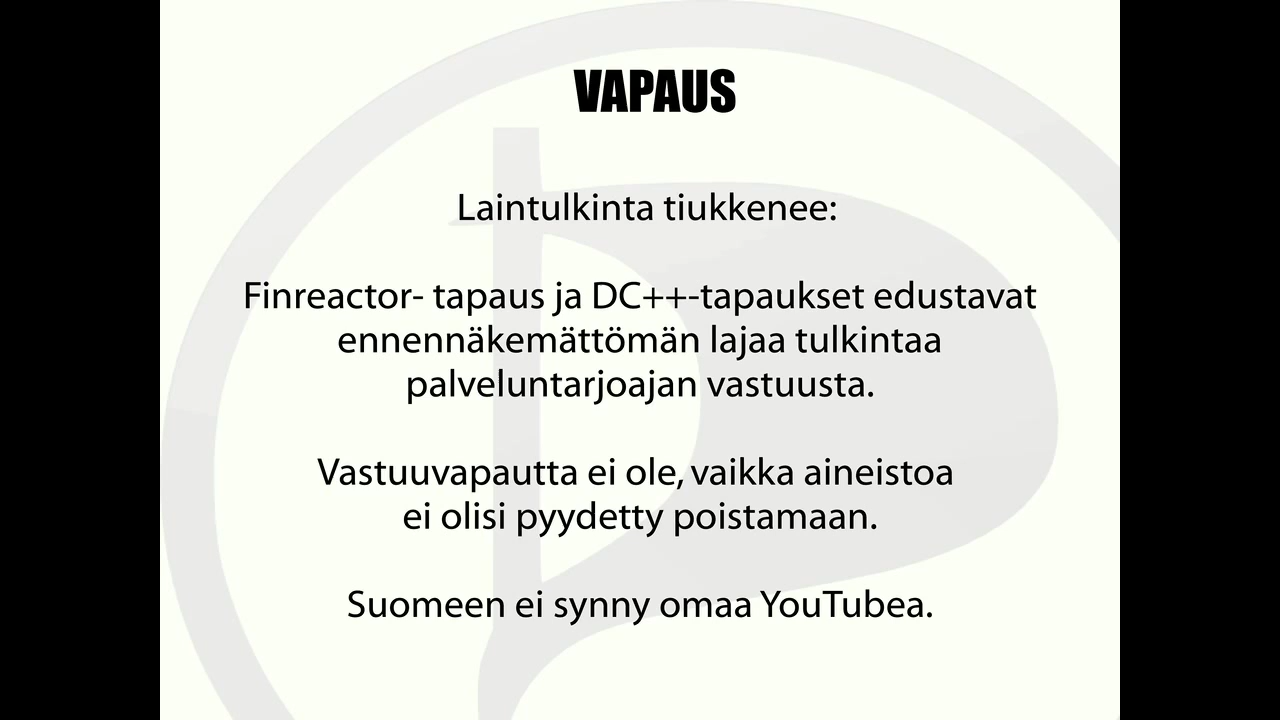 VAPAUS
Laintulkinta tiukkenee:
Finreactor- tapaus ja DC++-tapaukset edustavat
ennennäkemättömän lajaa tulkintaa
palveluntarjoajan vastuusta.
Vastuuvapautta ei ole, vaikka aineistoa
ei olisi pyydetty poistamaan.
Suomeen ei synny omaa YouTubea.